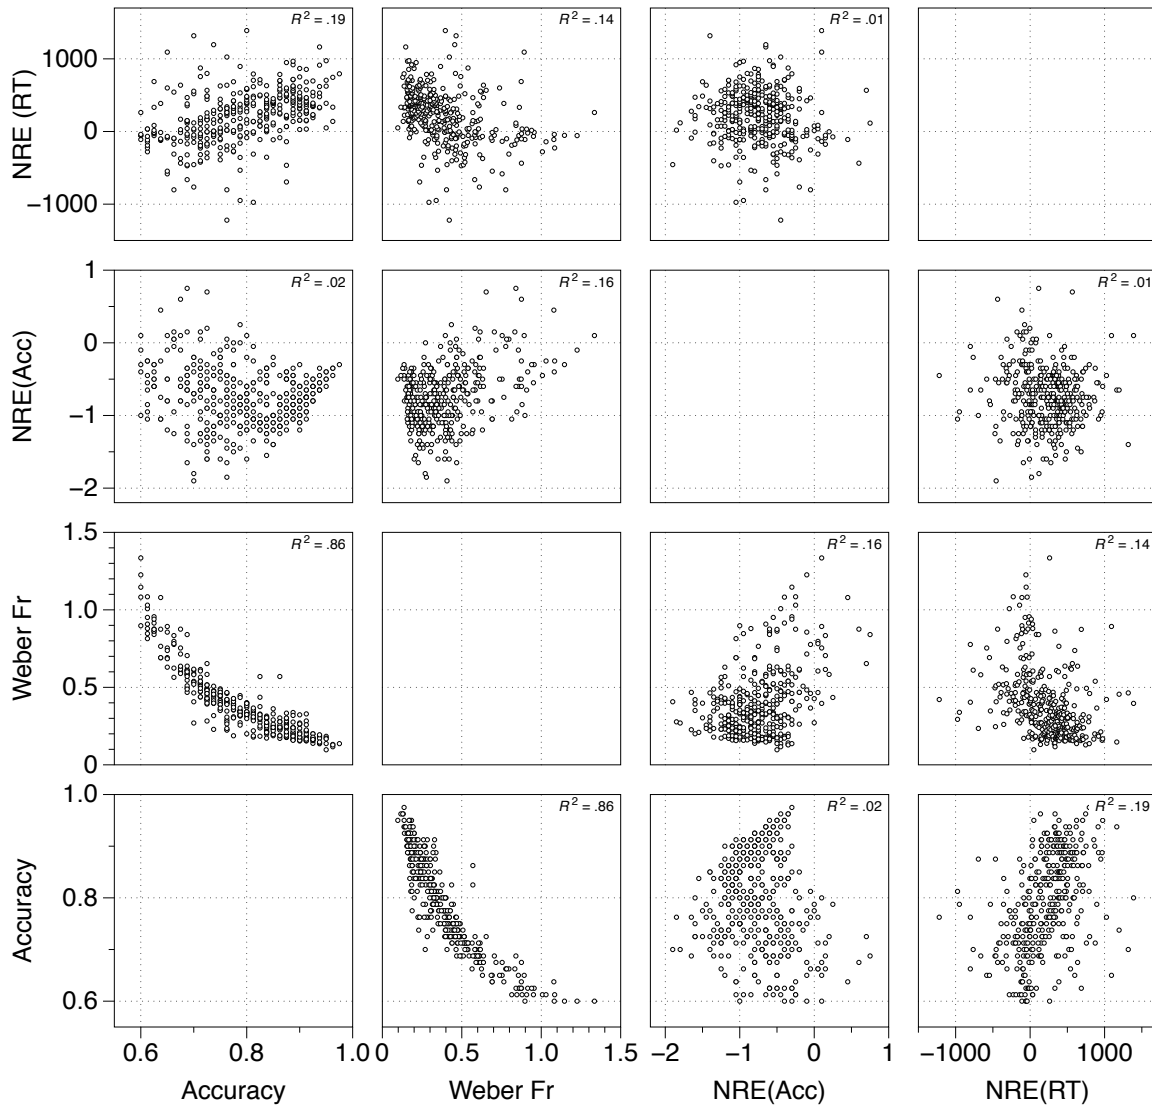 R² = .19
R² = .14
R² = .01
NRE (RT)
1000
0
−1000
R² = .02
R² = .16
R² = .01
NRE(Acc)
1
0
−1
−2
R² = .86
R² = .16
R² = .14
Weber Fr
1.5
1.0
0.5
0
R² = .86
R² = .02
R² = .19
Accuracy
1.0
0.8
0.6
0.6 0.8 1.0 0 0.5 1.0 1.5 −2 −1 0 1 −1000 0 1000
Accuracy Weber Fr NRE(Acc) NRE(RT)